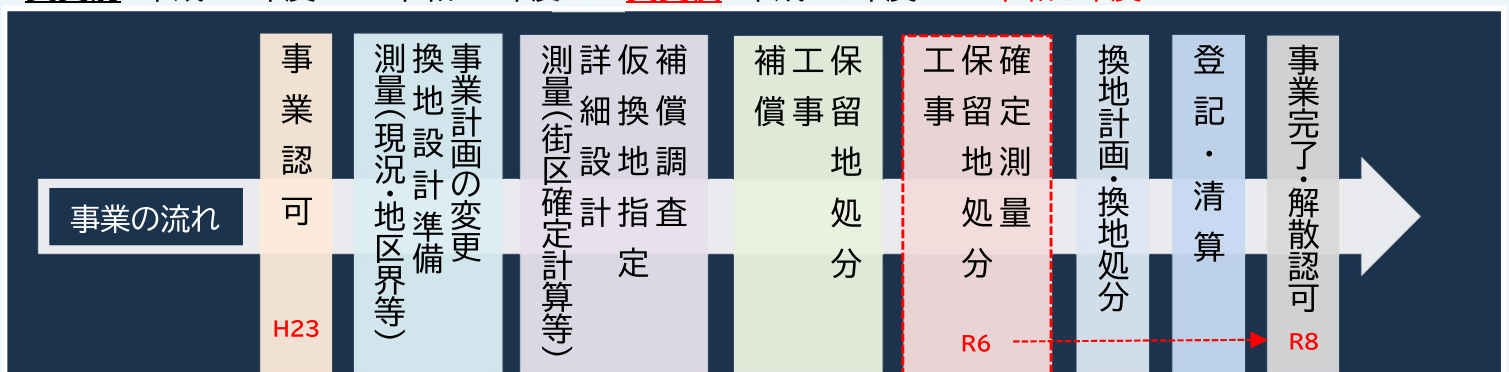 事業の流れ
事業認可
H23
事業計画の変更
換地設計準備
測量（現況・地区界等）
補償調査
仮換地指定
詳細設計
測量（街区確定計算等）
保留地処分
工事
補償
確定測量
保留地処分
工事
R6
換地計画・換地処分
登記・清算
事業完了・解散認可
R8